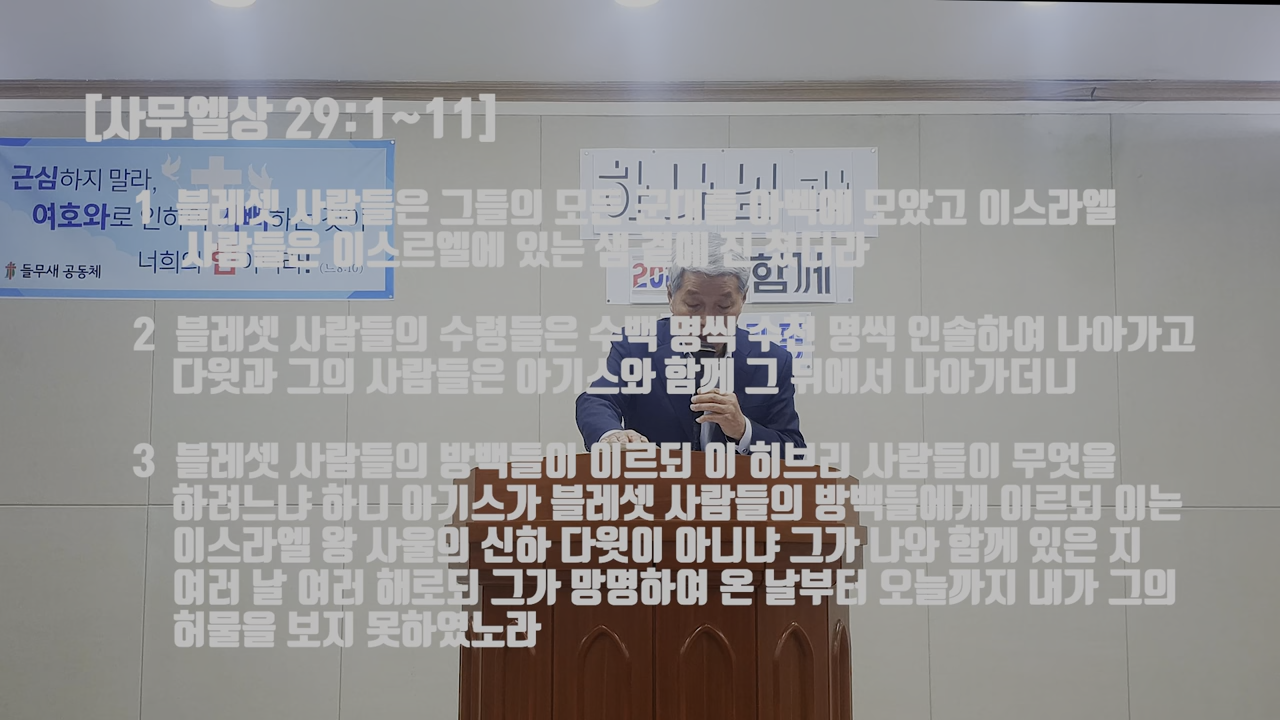 [사무엘상 29:1~11]
근심하지 말라,
여호와로
너희의 힘이니라! (느8:10)
들무새 공동체
함께
1 블레셋 사람들은 그들의 모든 군대를 아벡에 모았고 이스라엘
사람들은 이스르엘에 있는 샘 곁에 진 쳤더라
2 블레셋 사람들의 수령들은 수백 명씩 수천 명씩 인솔하여 나아가고
다윗과 그의 사람들은 아기스와 함께 그 뒤에서 나아가더니
3 블레셋 사람들의 방백들이 이르되 이 히브리 사람들이 무엇을
하려느냐 하니 아기스가 블레셋 사람들의 방백들에게 이르되 이는
이스라엘 왕 사울의 신하 다윗이 아니냐 그가 나와 함께 있은 지
여러 날 여러 해로되 그가 망명하여 온 날부터 오늘까지 내가 그의
허물을 보지 못하였노라